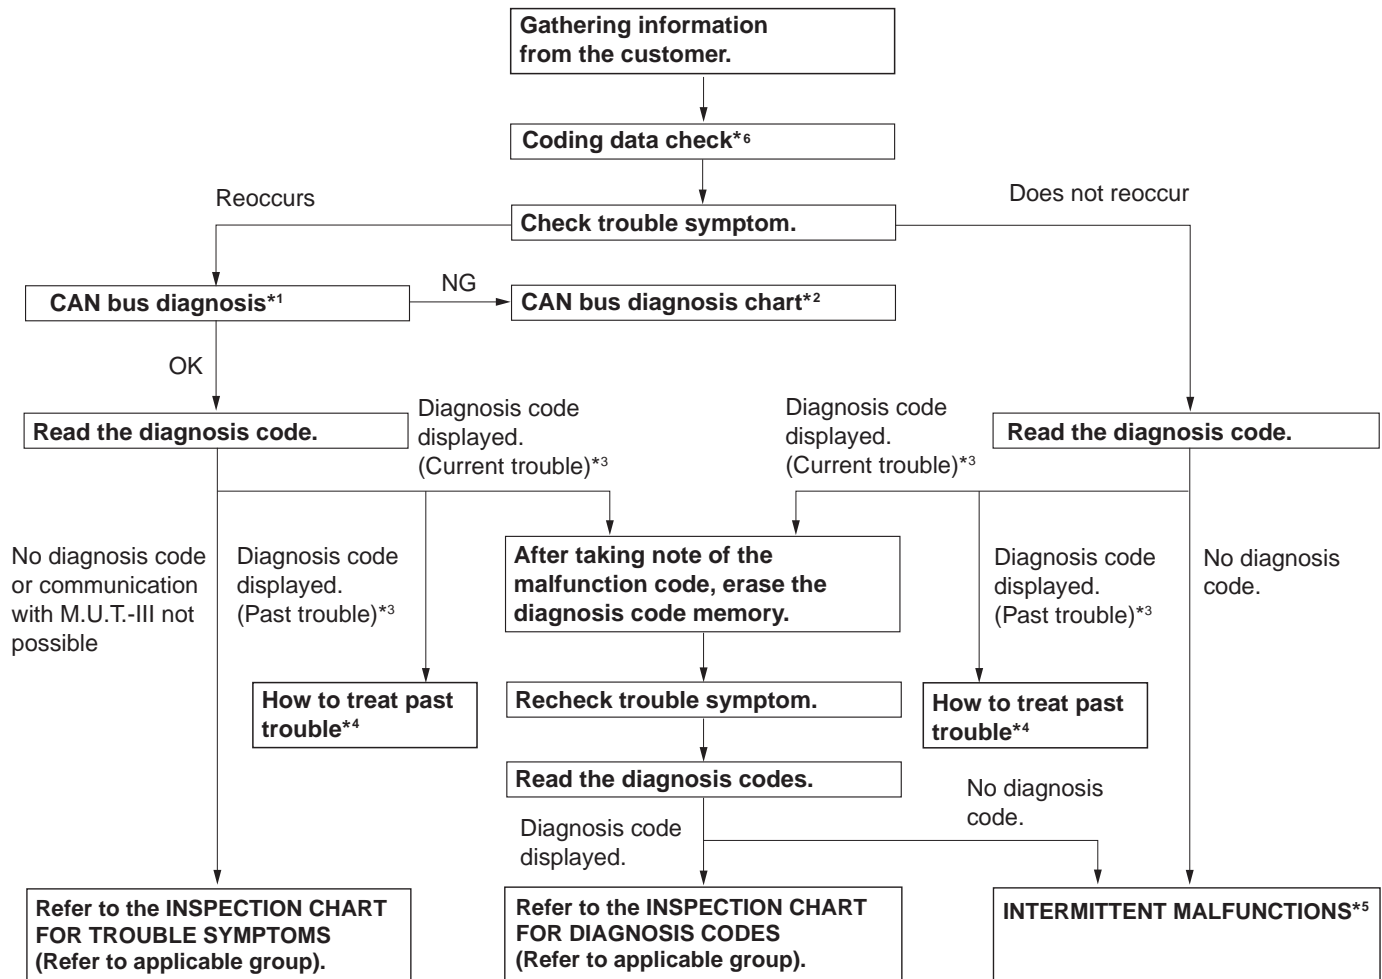 Gathering information
from the customer.
Coding data check*6
Reoccurs
Does not reoccur
Check trouble symptom.
CAN bus diagnosis*1
NG
CAN bus diagnosis chart*2
OK
Read the diagnosis code.
Diagnosis code
displayed.
(Current trouble)*3
Diagnosis code
displayed.
(Current trouble)*3
Read the diagnosis code.
No diagnosis code
or communication
with M.U.T.-III not
possible
Diagnosis code
displayed.
(Past trouble)*3
After taking note of the
malfunction code, erase the
diagnosis code memory.
Diagnosis code
displayed.
(Past trouble)*3
No diagnosis
code.
How to treat past
trouble*4
Recheck trouble symptom.
How to treat past
trouble*4
Read the diagnosis codes.
No diagnosis
code.
Diagnosis code
displayed.
Refer to the INSPECTION CHART
FOR TROUBLE SYMPTOMS
(Refer to applicable group).
Refer to the INSPECTION CHART
FOR DIAGNOSIS CODES
(Refer to applicable group).
INTERMITTENT MALFUNCTIONS*5